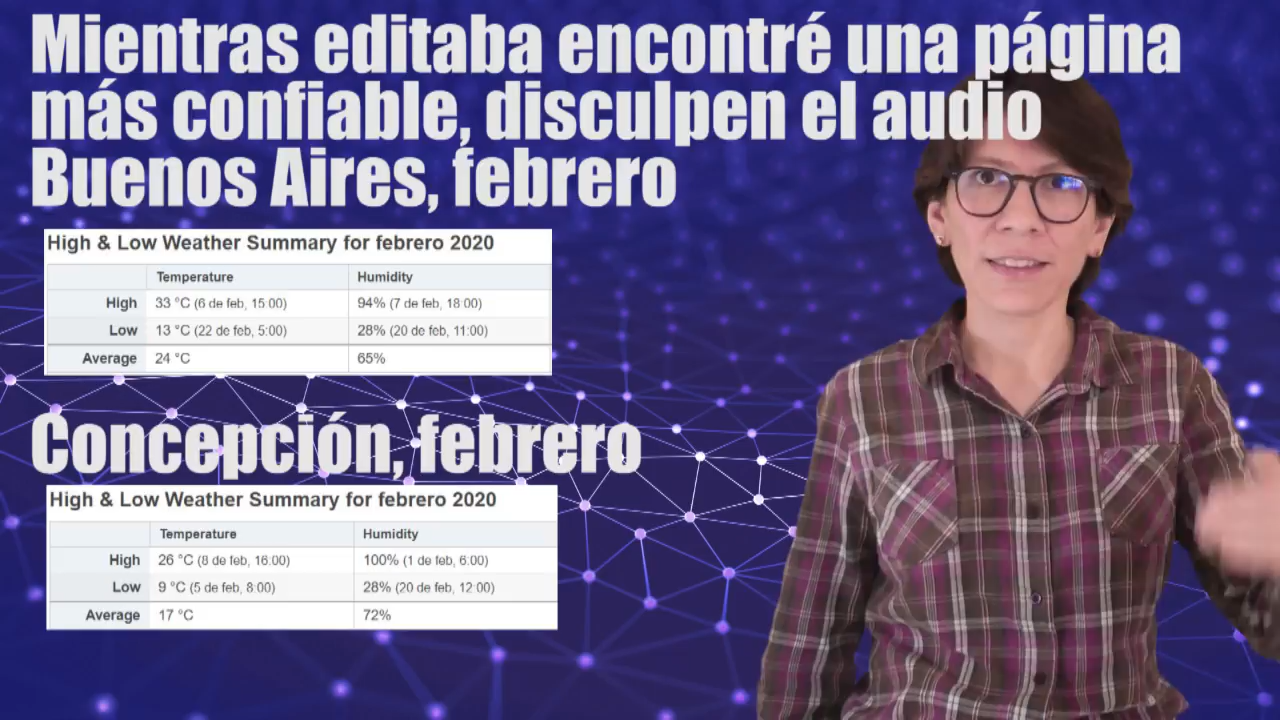 Mientras editaba encontré una página
más confiable, disculpen el audio
Buenos Aires, febrero
High & Low Weather Summary for febrero 2020
Temperature Humidity
High 33 °C (6 de feb, 15:00) 94% (7 de feb, 18:00)
Low 13 °C (22 de feb, 5:00) 28% (20 de feb, 11:00)
Average 24 °C 65%
Concepción, febrero
High & Low Weather Summary for febrero 2020
Temperature Humidity
High 26 °C (8 de feb, 16:00) 100% (1 de feb, 6:00)
Low 9 °C (5 de feb, 8:00) 28% (20 de feb, 12:00)
Average 17 °C 72%